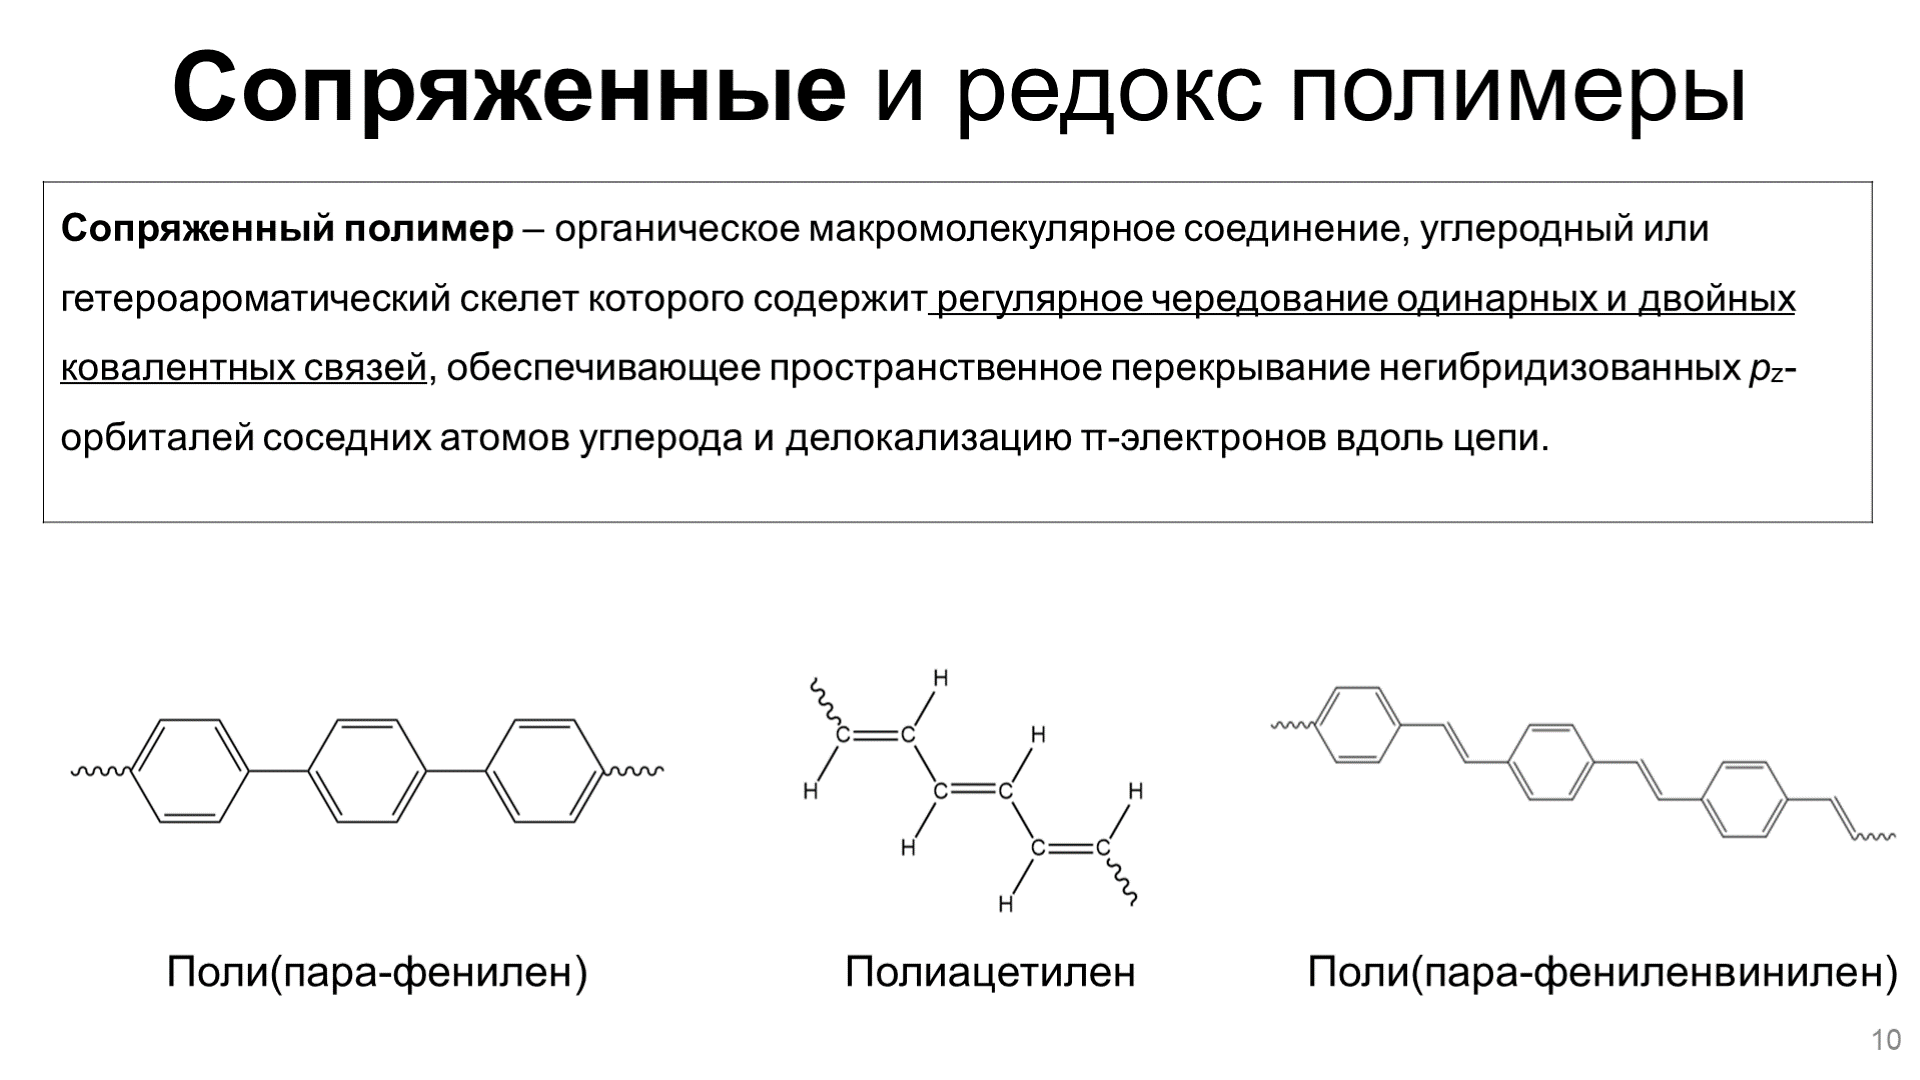 Сопряженные и редокс полимеры
Сопряженный полимер – органическое макромолекулярное соединение, углеродный или
гетероароматический скелет которого содержит регулярное чередование одинарных и двойных
ковалентных связей, обеспечивающее пространственное перекрывание негибридизованных pz-
орбиталей соседних атомов углерода и делокализацию π-электронов вдоль цепи.
H
C C H
H C C H
H C C
H
Поли(пара-фенилен) Полиацетилен Поли(пара-фениленвинилен)
10